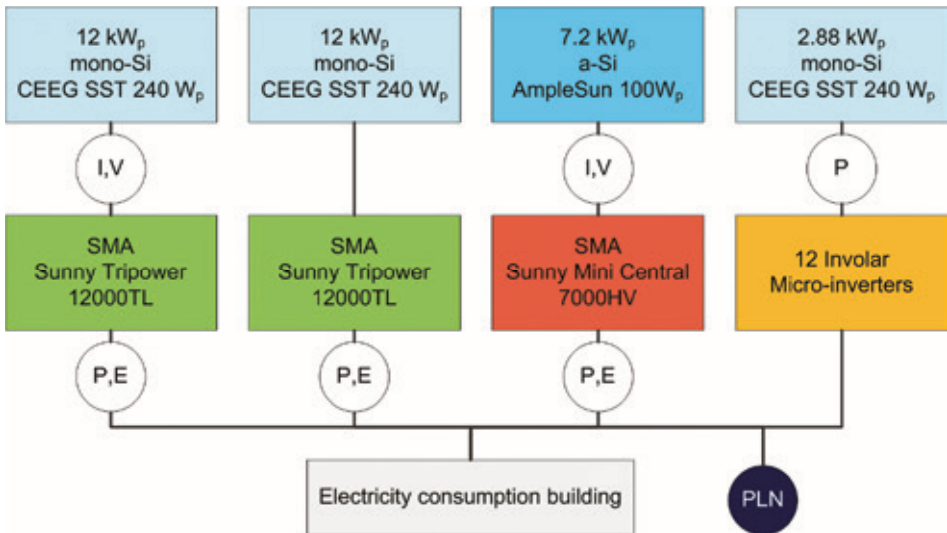 12 kWp
mono-Si
CEEG SST 240 Wp
12 kWp
mono-Si
CEEG SST 240 Wp
7.2 kWp
a-Si
AmpleSun 100Wp
2.88 kWp
mono-Si
CEEG SST 240 Wp
I,V
I,V
P
SMA
Sunny Tripower
12000TL
SMA
Sunny Tripower
12000TL
SMA
Sunny Mini Central
7000HV
12 Involar
Micro-inverters
P,E
P,E
P,E
Electricity consumption building
PLN